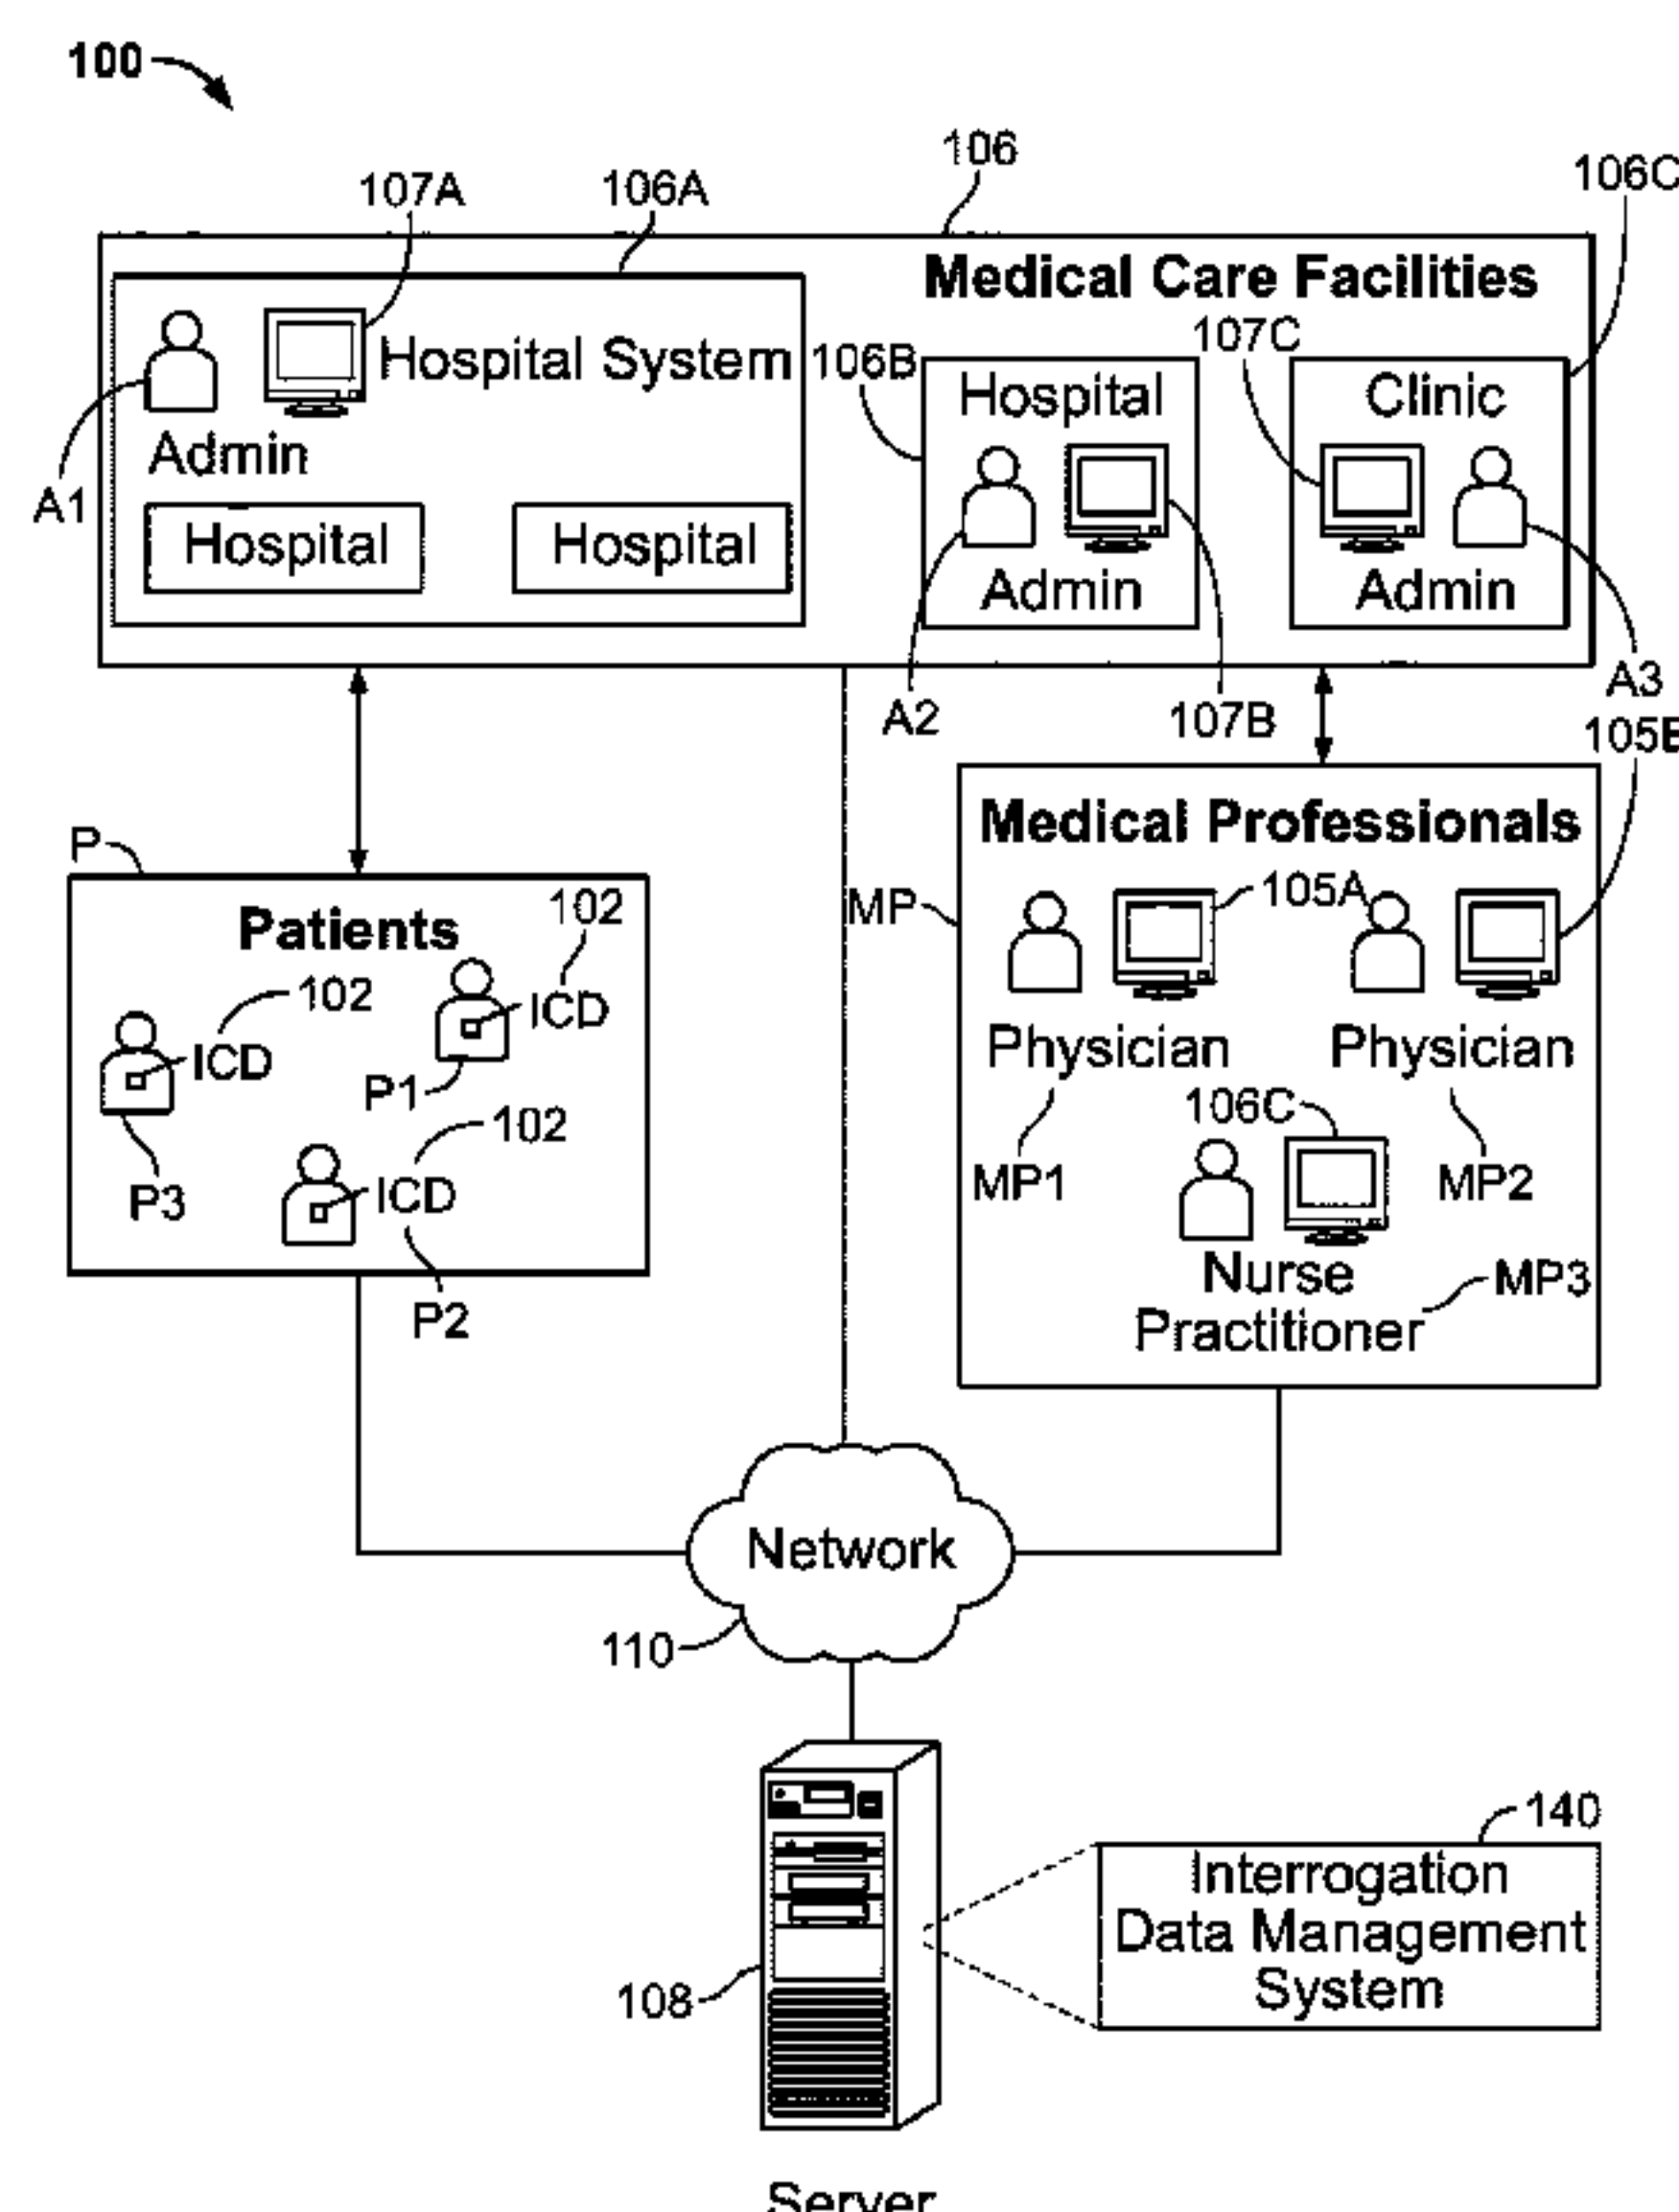 100
106
107A
106A
106C
Medical Care Facilities
107C
Hospital System
106B
Hospital
Clinic
Admin
A1
Hospital
Hospital
Admin
Admin
A2
107B
A3
105B
P
Medical Professionals
Patients
102
MP
105A
102
ICD
ICD
P1
Physician
Physician
102
106C
P3
ICD
MP1
MP2
P2
Nurse
Practitioner
MP3
Network
110
140
Interrogation
Data Management
System
108
Server